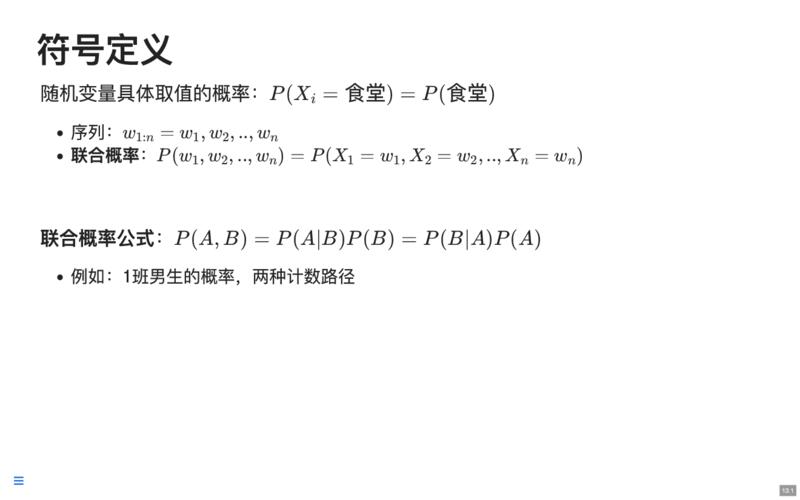 符号定义
随机变量具体取值的概率：P(X_i = 食堂) = P(食堂)
• 序列：w_{1:n} = w_1, w_2, .., w_n
• 联合概率：P(w_1, w_2, .., w_n) = P(X_1 = w_1, X_2 = w_2, .., X_n = w_n)
联合概率公式：P(A, B) = P(A|B)P(B) = P(B|A)P(A)
• 例如：1班男生的概率，两种计数路径
13.1